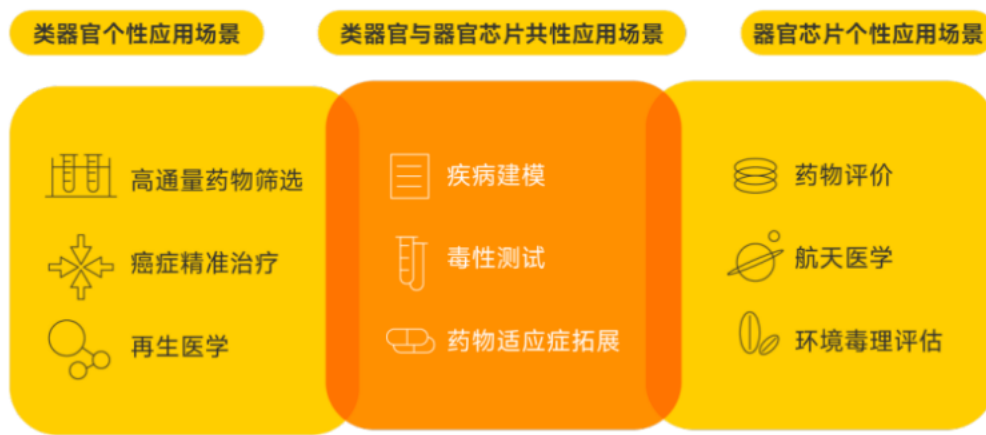 类器官个性应用场景
类器官与器官芯片共性应用场景
器官芯片个性应用场景
高通量药物筛选
癌症精准治疗
再生医学
疾病建模
毒性测试
药物适应症拓展
药物评价
航天医学
环境毒理评估